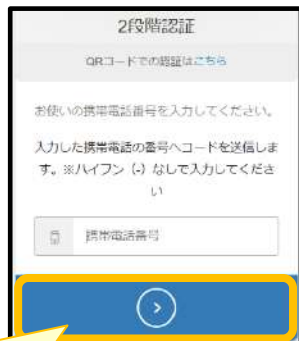 2段階認証
QRコードでの認証はこちら
お使いの携帯電話番号を入力してください。
入力した携帯電話の番号へコードを送信しま
す。※ハイフン (-) なしで入力してくださ
い
携帯電話番号